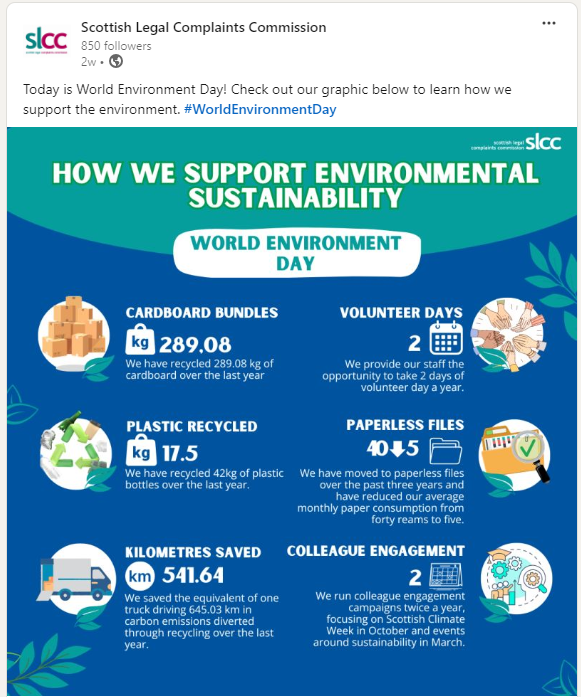 Scottish Legal Complaints Commission
850 followers
2w •
slcc
Today is World Environment Day! Check out our graphic below to learn how we
support the environment. #WorldEnvironmentDay
scottish legal
complaints commission
slcc
HOW WE SUPPORT ENVIRONMENTAL
SUSTAINABILITY
WORLD ENVIRONMENT
DAY
CARDBOARD BUNDLES
kg 289.08
We have recycled 289.08 kg of
cardboard over the last year
VOLUNTEER DAYS
2
We provide our staff the
opportunity to take 2 days of
volunteer day a year.
PLASTIC RECYCLED
kg 17.5
We have recycled 42kg of plastic
bottles over the last year.
PAPERLESS FILES
40 5
We have moved to paperless files
over the past three years and
have reduced our average
monthly paper consumption from
forty reams to five.
KILOMETRES SAVED
km 541.64
We saved the equivalent of one
truck driving 645.03 km in
carbon emissions diverted
through recycling over the last
year.
COLLEAGUE ENGAGEMENT
2
We run colleague engagement
campaigns twice a year,
focusing on Scottish Climate
Week in October and events
around sustainability in March.